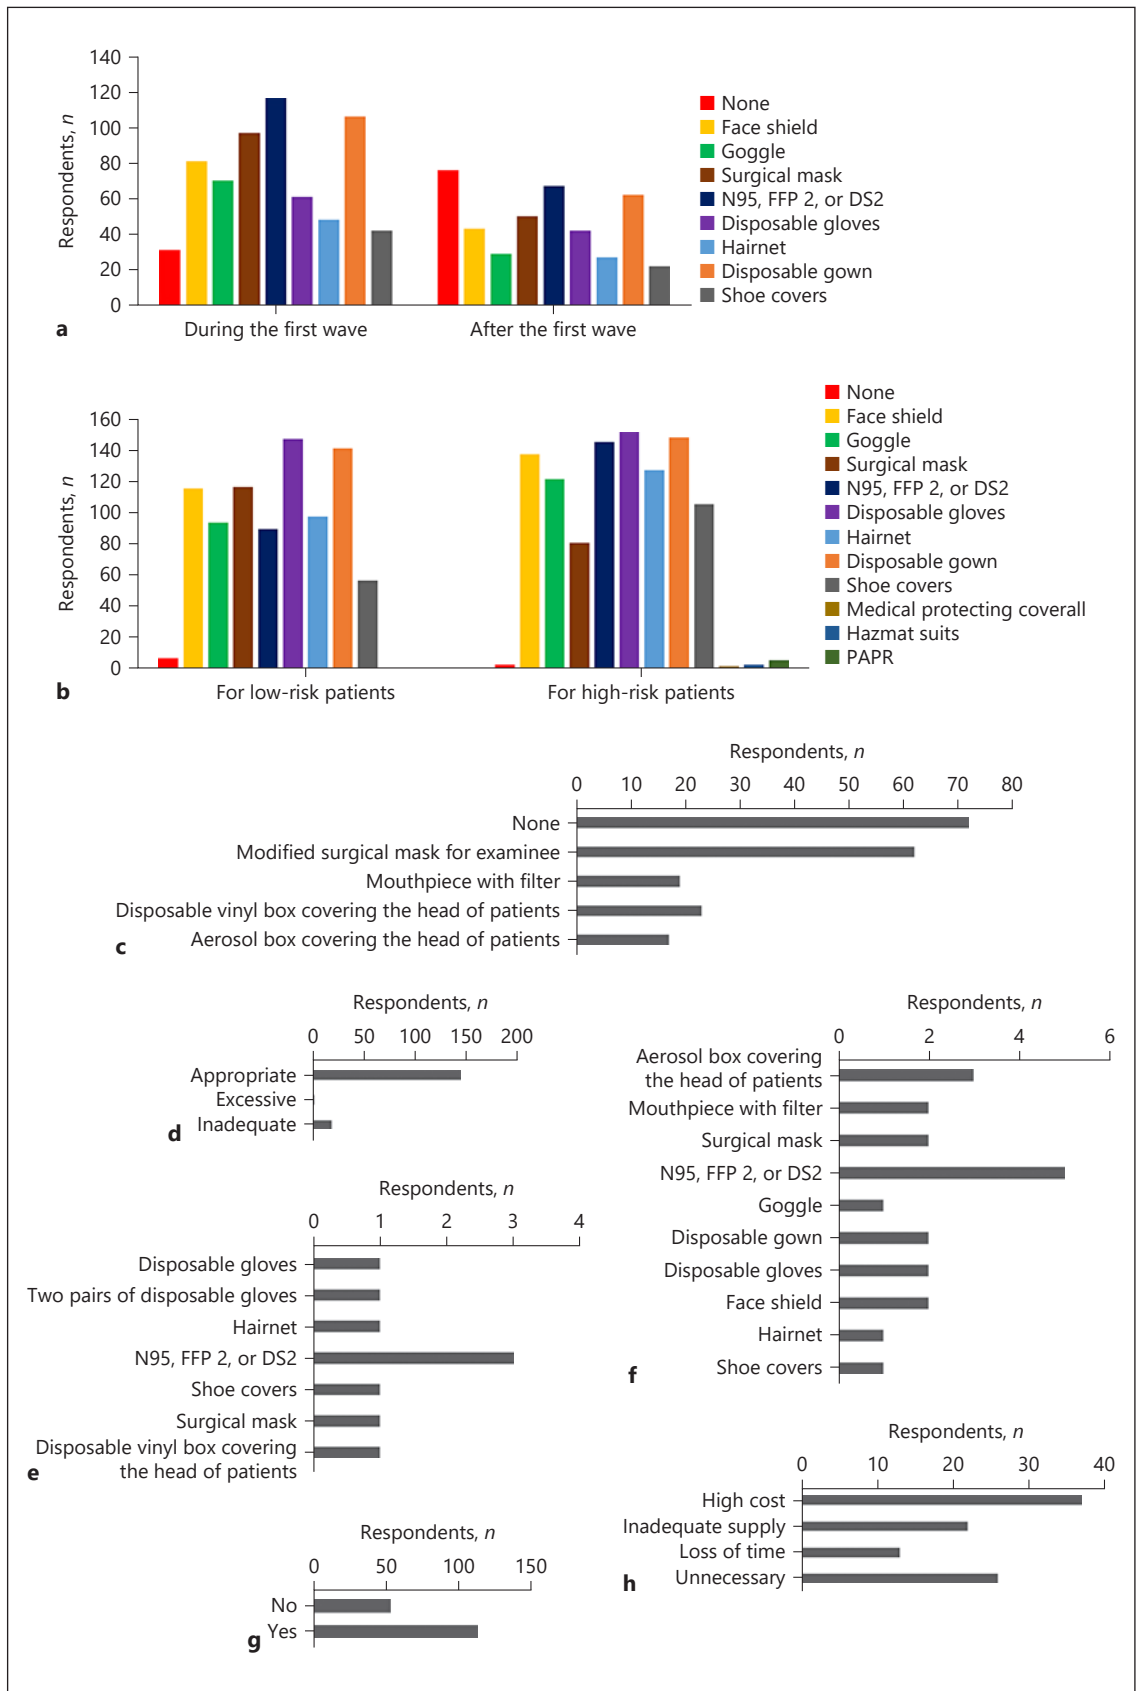 140
120
100
80
60
40
20
0
Respondents, n
During the first wave
After the first wave
None
Face shield
Goggle
Surgical mask
N95, FFP 2, or DS2
Disposable gloves
Hairnet
Disposable gown
Shoe covers
a
160
140
120
100
80
60
40
20
0
Respondents, n
For low-risk patients
For high-risk patients
None
Face shield
Goggle
Surgical mask
N95, FFP 2, or DS2
Disposable gloves
Hairnet
Disposable gown
Shoe covers
Medical protecting coverall
Hazmat suits
PAPR
b
Respondents, n
0 10 20 30 40 50 60 70 80
None
Modified surgical mask for examinee
Mouthpiece with filter
Disposable vinyl box covering the head of patients
Aerosol box covering the head of patients
c
Respondents, n
0 50 100 150 200
Appropriate
Excessive
Inadequate
d
Respondents, n
0 1 2 3 4
Disposable gloves
Two pairs of disposable gloves
Hairnet
N95, FFP 2, or DS2
Shoe covers
Surgical mask
Disposable vinyl box covering
the head of patients
e
Respondents, n
0 2 4 6
Aerosol box covering
the head of patients
Mouthpiece with filter
Surgical mask
N95, FFP 2, or DS2
Goggle
Disposable gown
Disposable gloves
Face shield
Hairnet
Shoe covers
f
Respondents, n
0 50 100 150
No
Yes
g
Respondents, n
0 10 20 30 40
High cost
Inadequate supply
Loss of time
Unnecessary
h